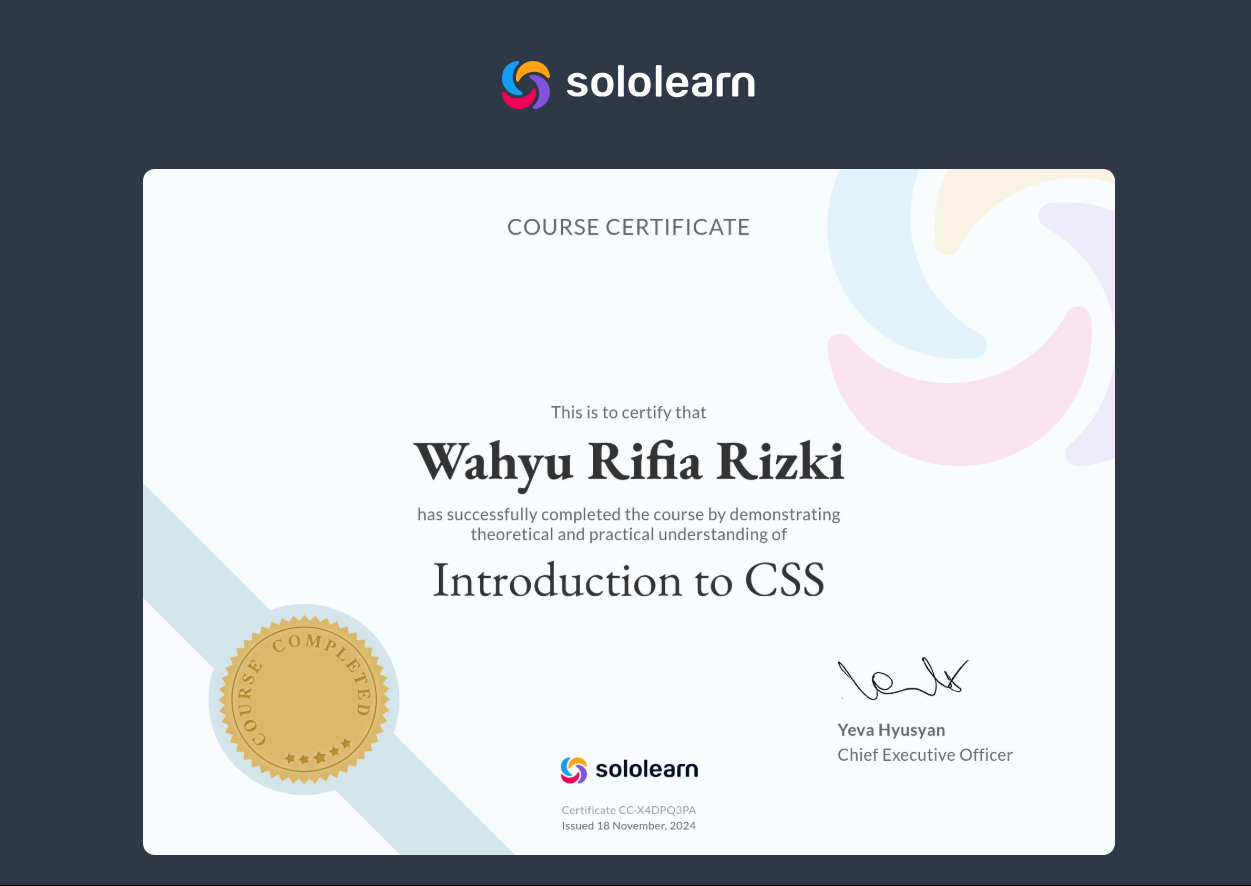 sololearn
COURSE CERTIFICATE
This is to certify that
Wahyu Rifia Rizki
has successfully completed the course by demonstrating
theoretical and practical understanding of
Introduction to CSS
COURSE COMPLETED
Yeva Hyusyan
Chief Executive Officer
sololearn
Certificate CC-X4DPQ3PA
Issued 18 November, 2024